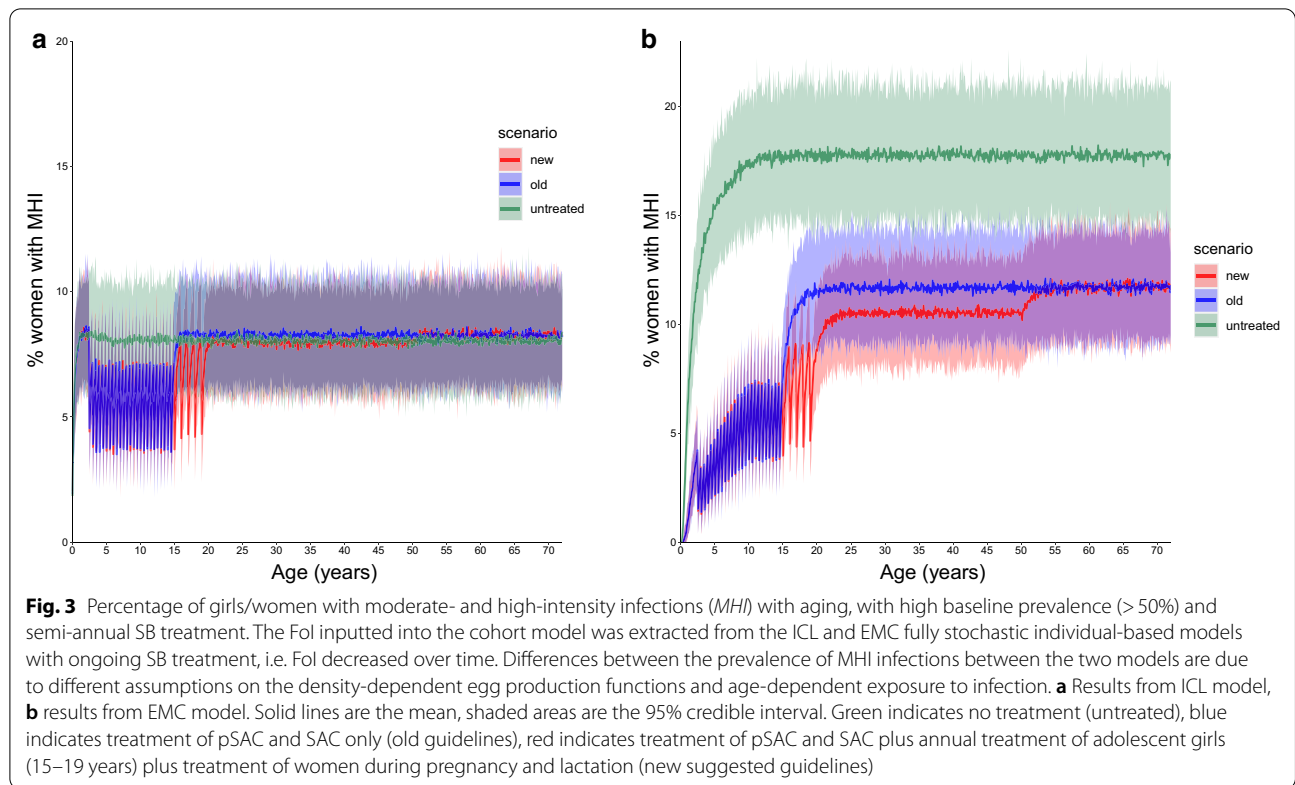 a
20
15
10
5
0
% women with MHI
scenario
new
old
untreated
0 5 10 15 20 25 30 35 40 45 50 55 60 65 70
Age (years)
b
20
15
10
5
0
% women with MHI
scenario
new
old
untreated
0 5 10 15 20 25 30 35 40 45 50 55 60 65 70
Age (years)
Fig. 3 Percentage of girls/women with moderate- and high-intensity infections (MHI) with aging, with high baseline prevalence (> 50%) and
semi-annual SB treatment. The FoI inputted into the cohort model was extracted from the ICL and EMC fully stochastic individual-based models
with ongoing SB treatment, i.e. FoI decreased over time. Differences between the prevalence of MHI infections between the two models are due
to different assumptions on the density-dependent egg production functions and age-dependent exposure to infection. a Results from ICL model,
b results from EMC model. Solid lines are the mean, shaded areas are the 95% credible interval. Green indicates no treatment (untreated), blue
indicates treatment of pSAC and SAC only (old guidelines), red indicates treatment of pSAC and SAC plus annual treatment of adolescent girls
(15–19 years) plus treatment of women during pregnancy and lactation (new suggested guidelines)